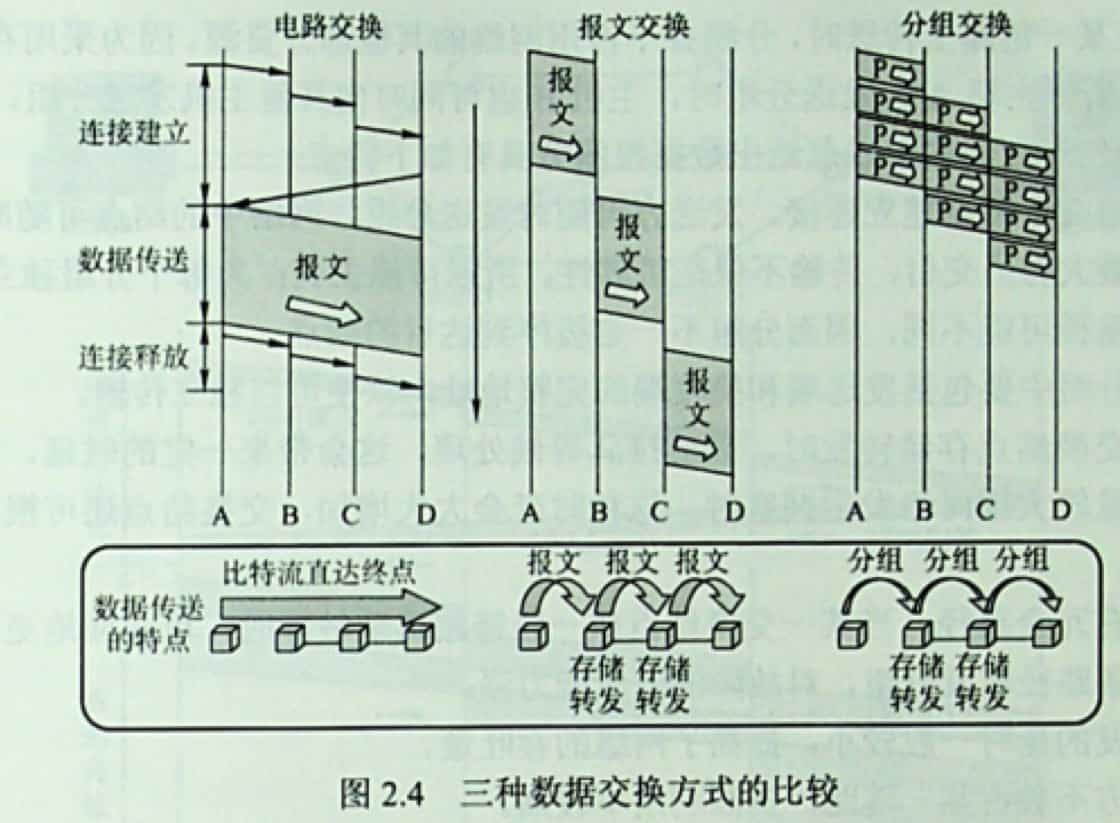 电路交换 报文交换 分组交换
连接建立
数据传送
连接释放
报文
报
文
报
文
报
文
P
P
P P
P P P
P P P
P P
P
A B C D A B C D A B C D
比特流直达终点
数据传送
的特点
报文 报文 报文
存储 存储
转发 转发
分组 分组 分组
存储 存储
转发 转发
图 2.4 三种数据交换方式的比较